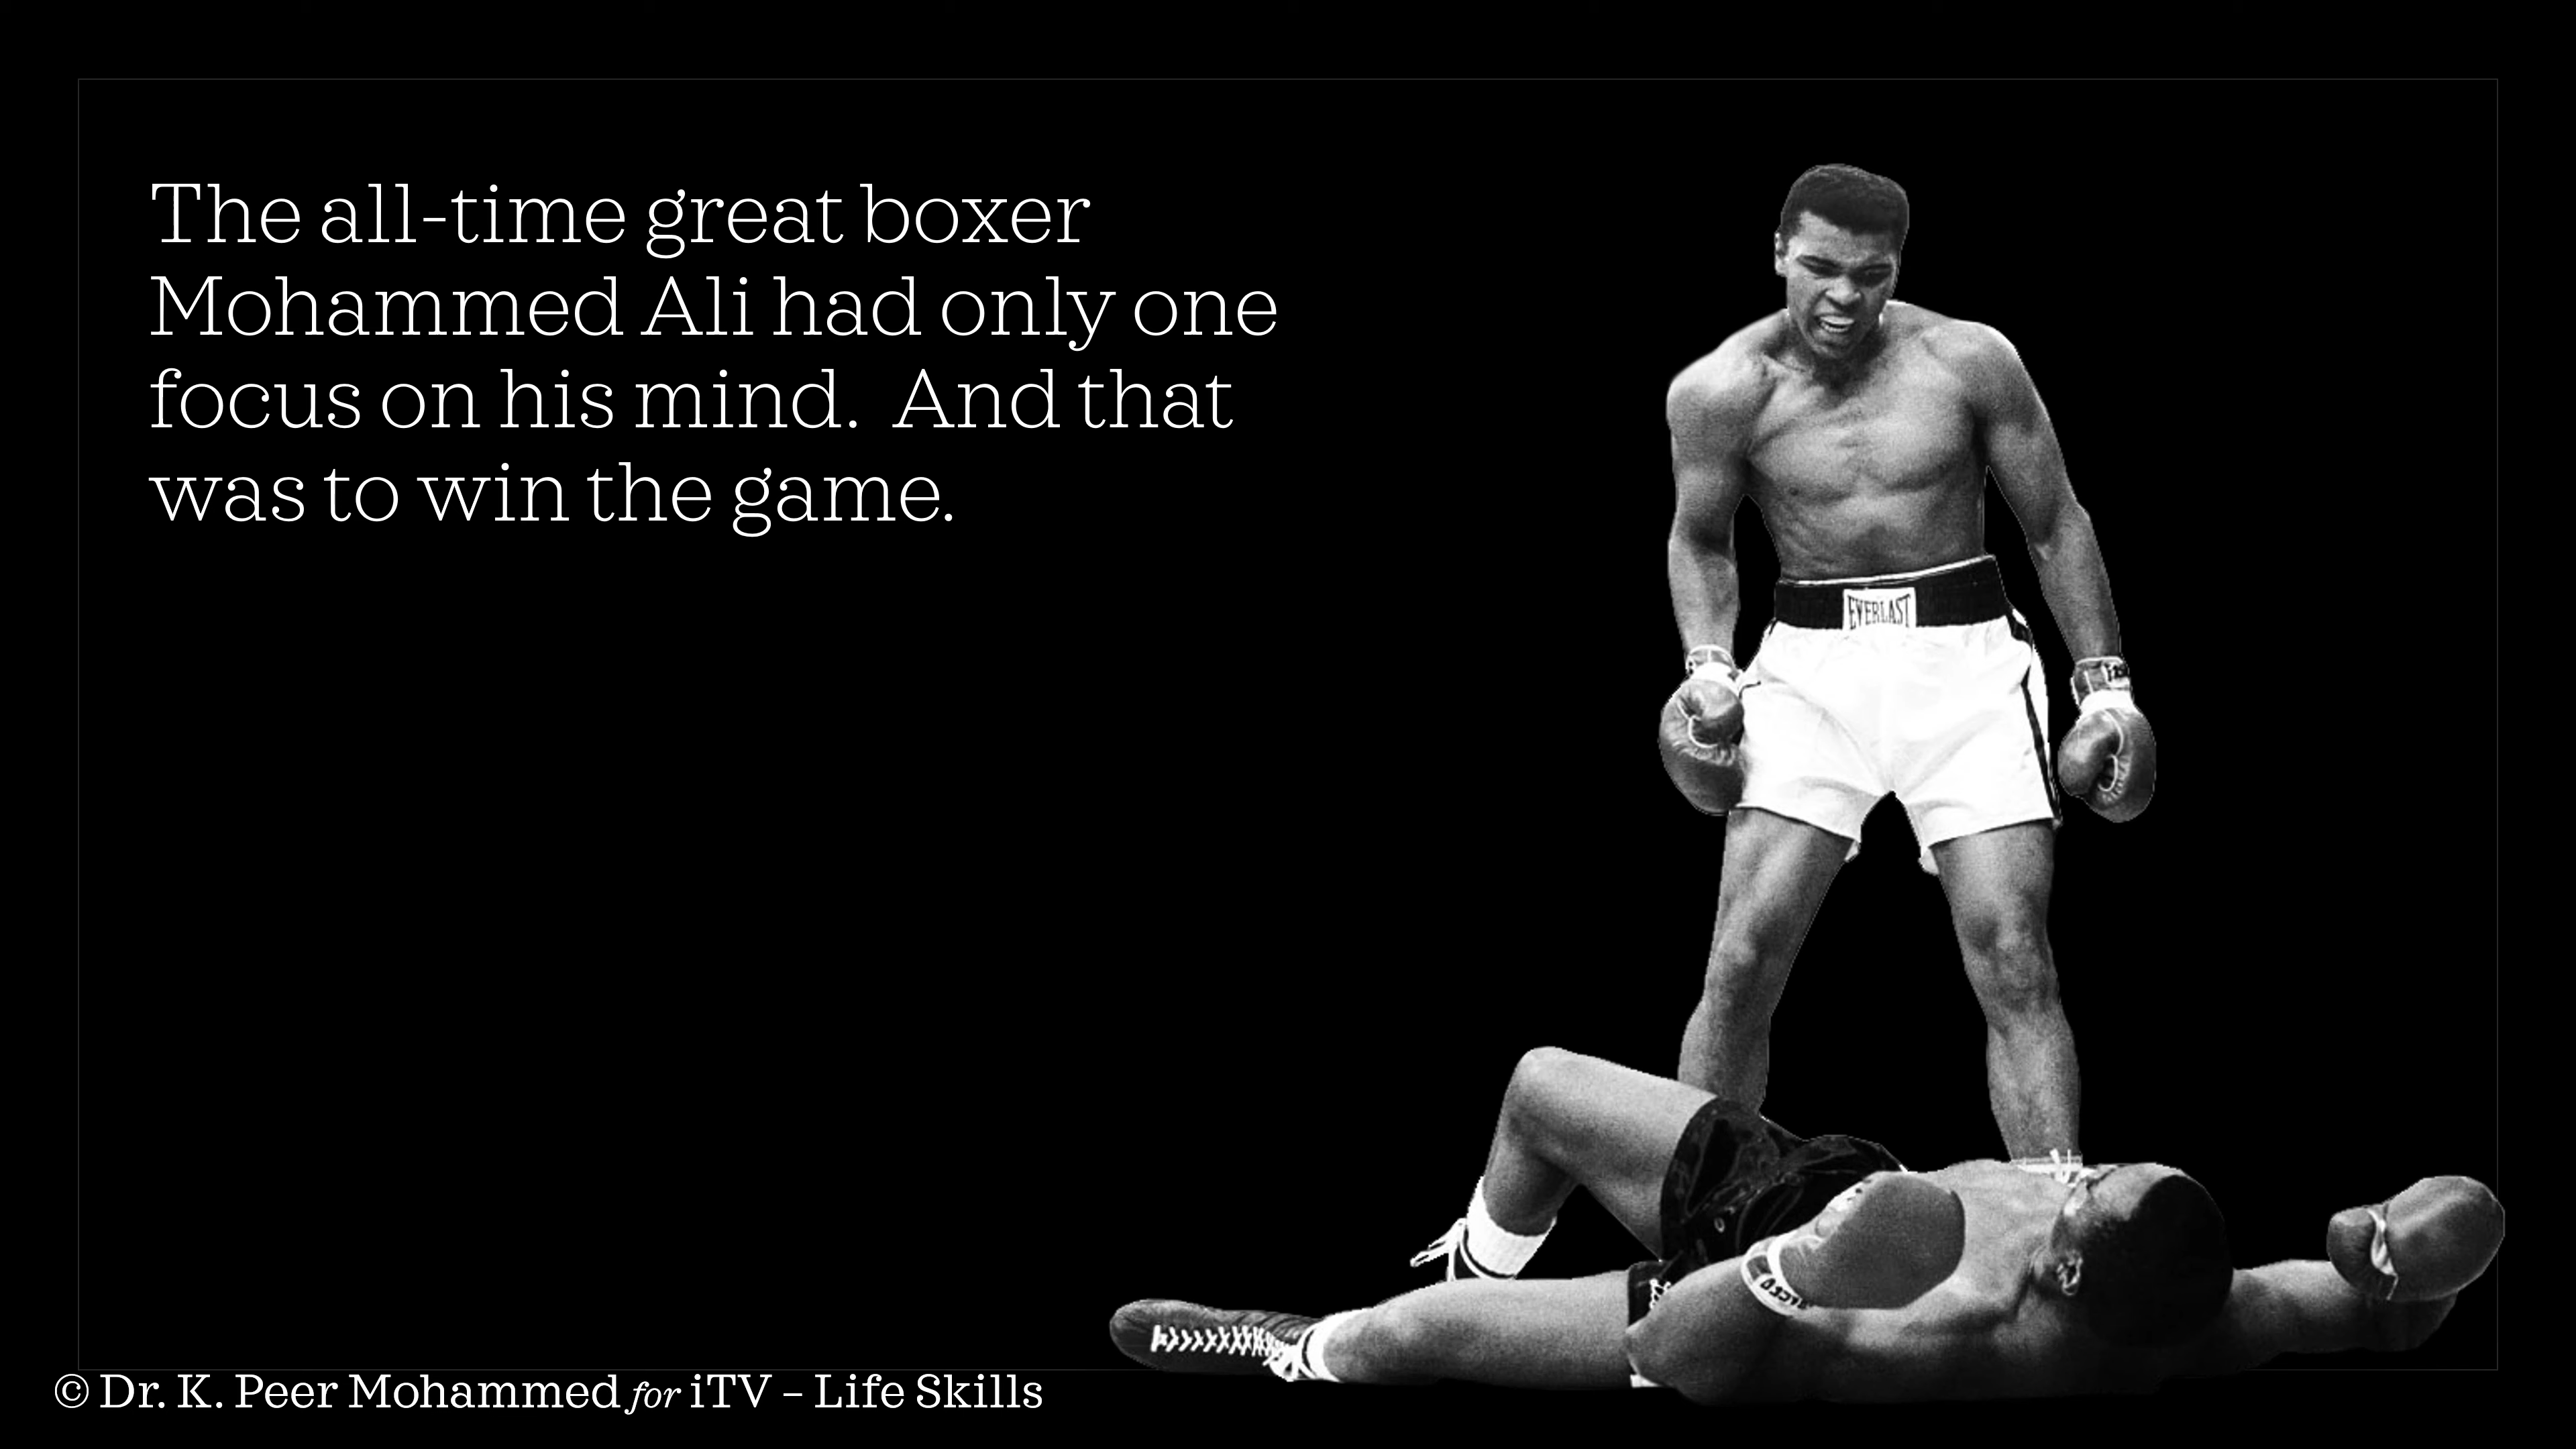 The all-time great boxer
Mohammed Ali had only one
focus on his mind.  And that
was to win the game.
EVERLAST
© Dr. K. Peer Mohammed for iTV – Life Skills